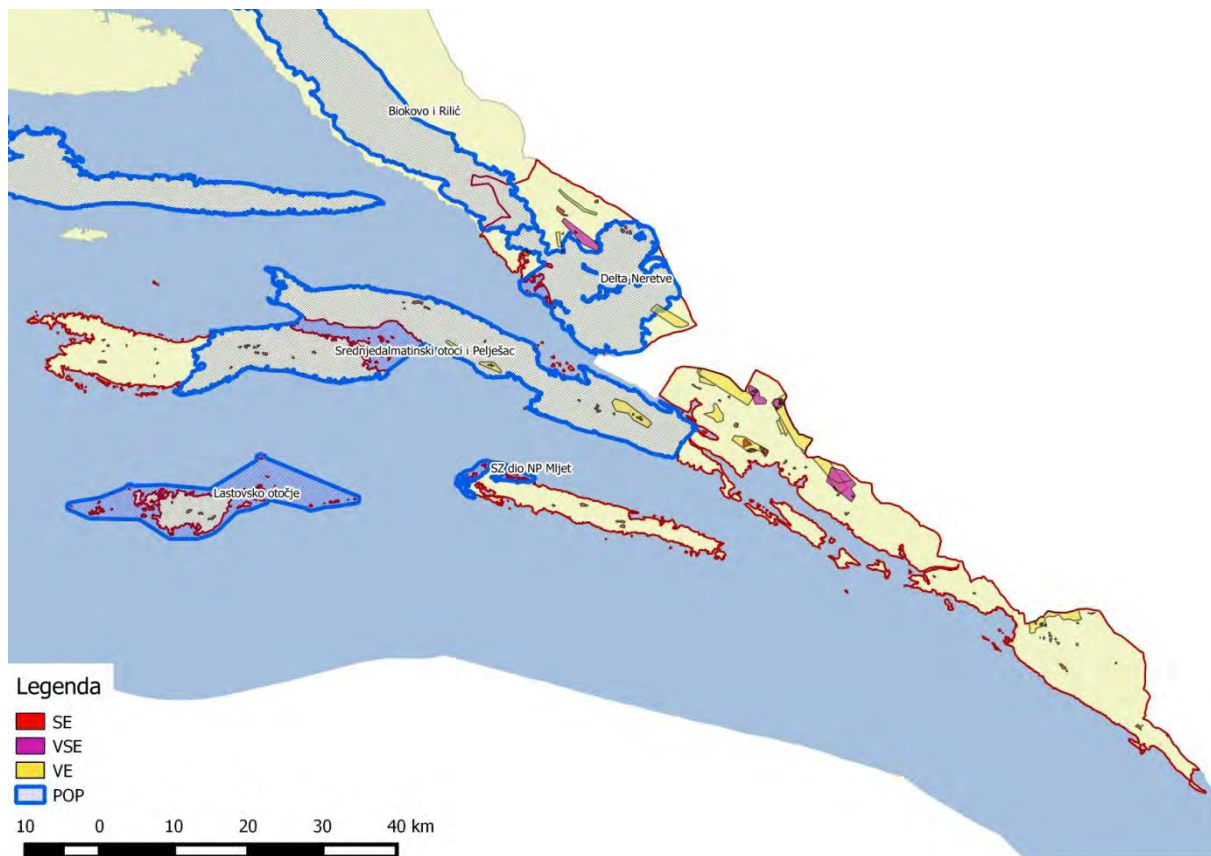 Biokovo i Rilić
Delta Neretve
Srednjedalmatinski otoci i Pelješac
SZ dio NP Mljet
Lastovsko otočje
Legenda
SE
VSE
VE
POP
10 0 10 20 30 40 km